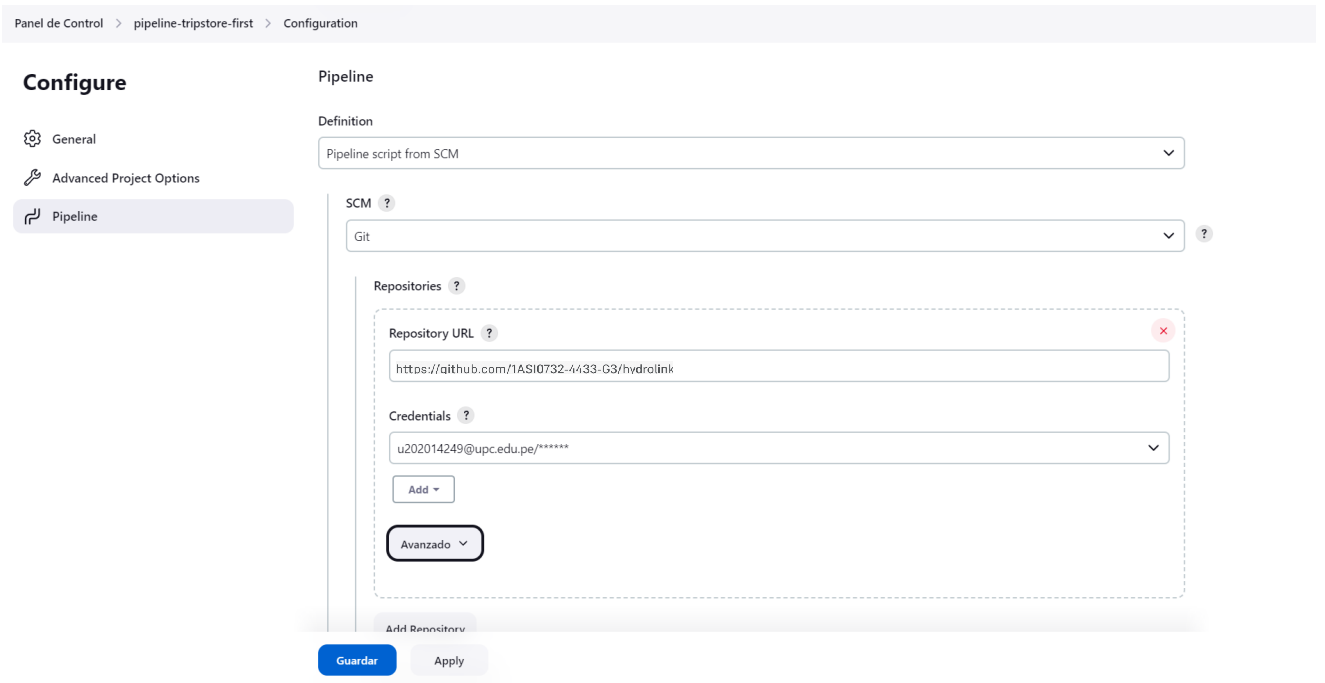 Panel de Control > pipeline-tripstore-first > Configuration
Configure
General
Advanced Project Options
Pipeline
Pipeline
Definition
Pipeline script from SCM
SCM ?
Git
?
Repositories ?
Repository URL ?
https://github.com/1ASI0732-4433-G3/hydrolink
Credentials ?
u202014249@upc.edu.pe/******
Add
Avanzado
Add Repository
Guardar
Apply